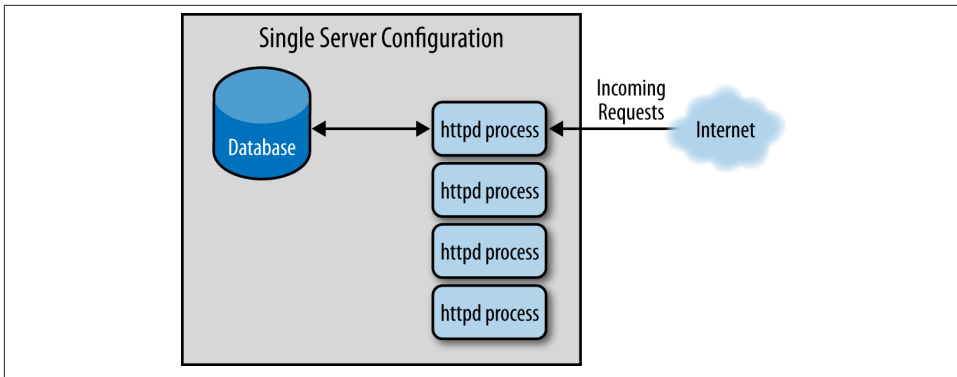 Single Server Configuration
Database
httpd process
httpd process
httpd process
httpd process
Incoming
Requests
Internet